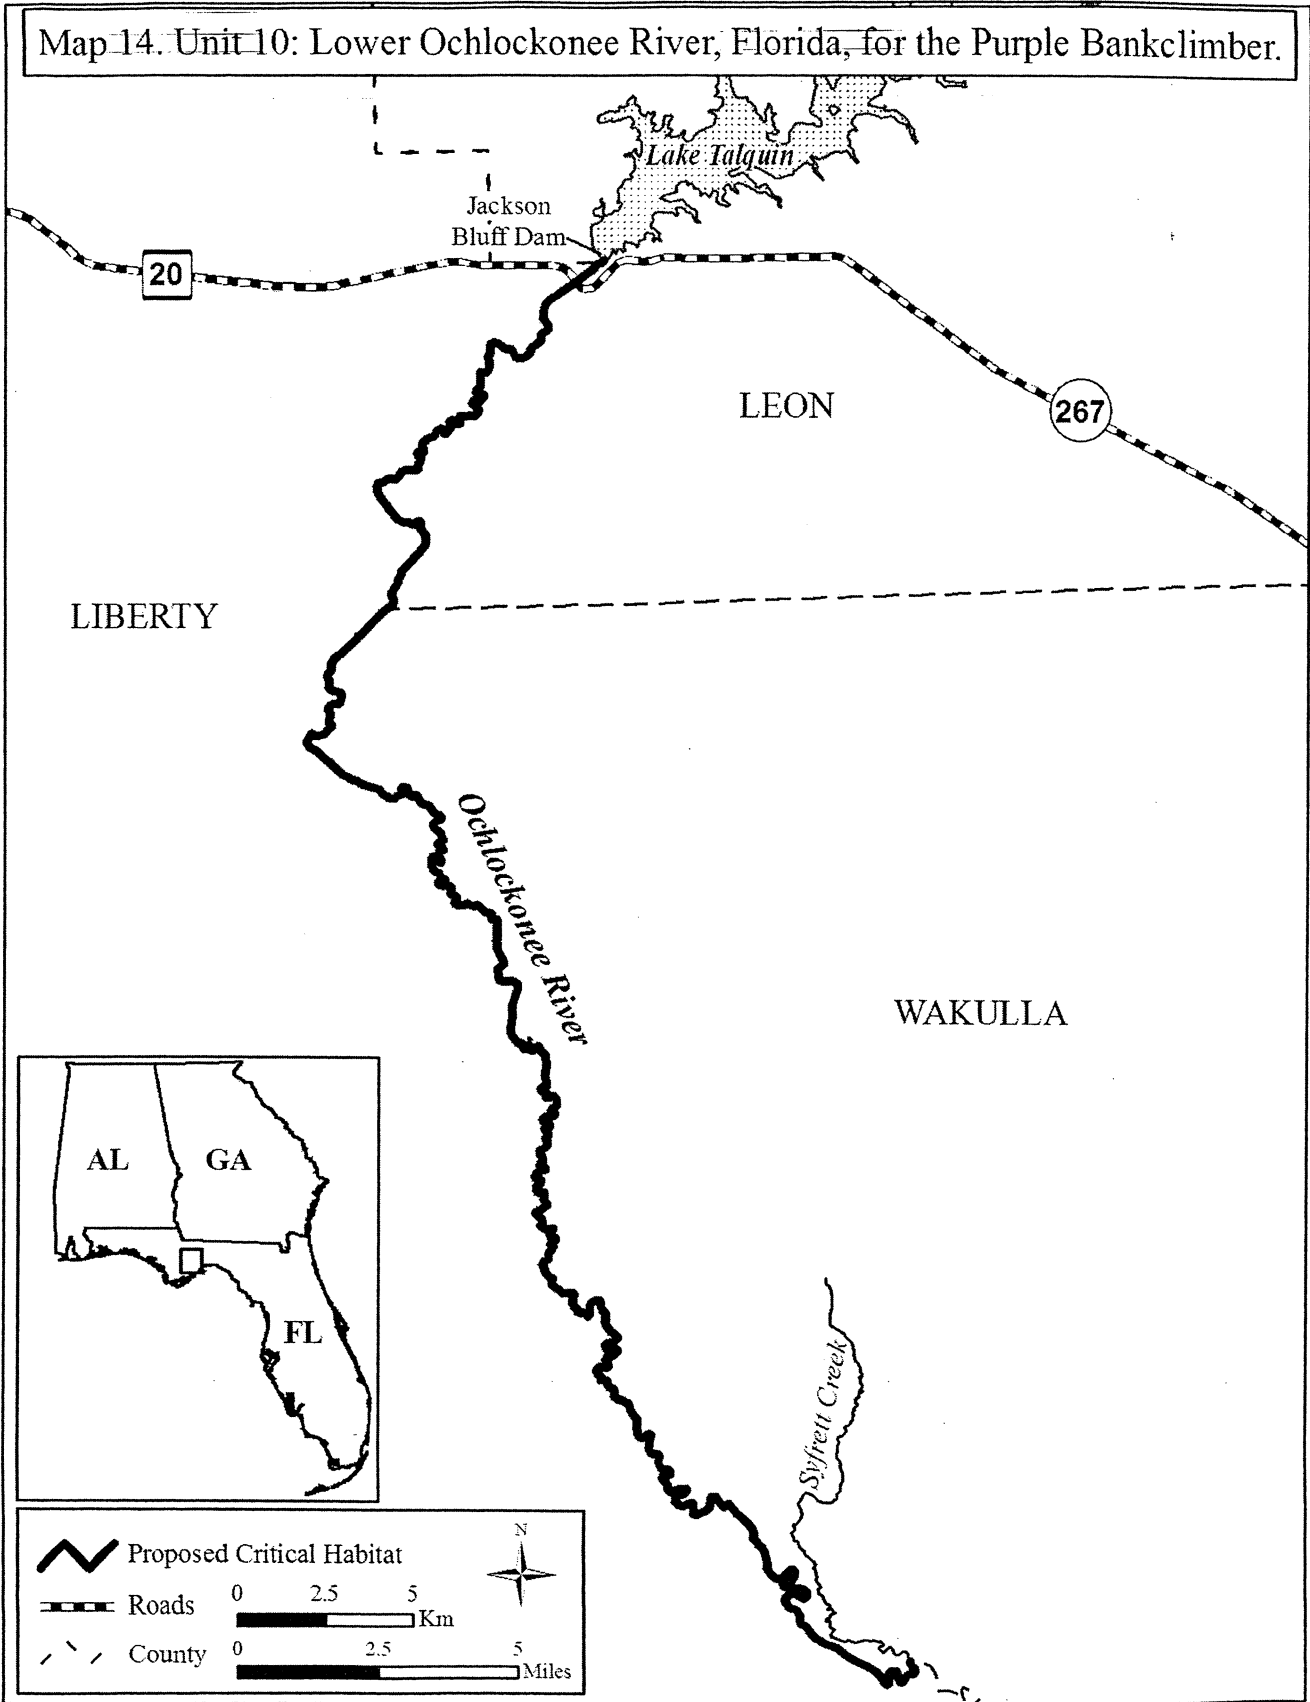 Map 14. Unit 10: Lower Ochlockonee River, Florida, for the Purple Bankclimber.
Lake Talquin
Jackson
Bluff Dam
20
LEON
267
LIBERTY
Ochlockonee River
WAKULLA
AL
GA
FL
Syfrett Creek
Proposed Critical Habitat
N
Roads
0 2.5 5
Km
County
0 2.5 5
Miles